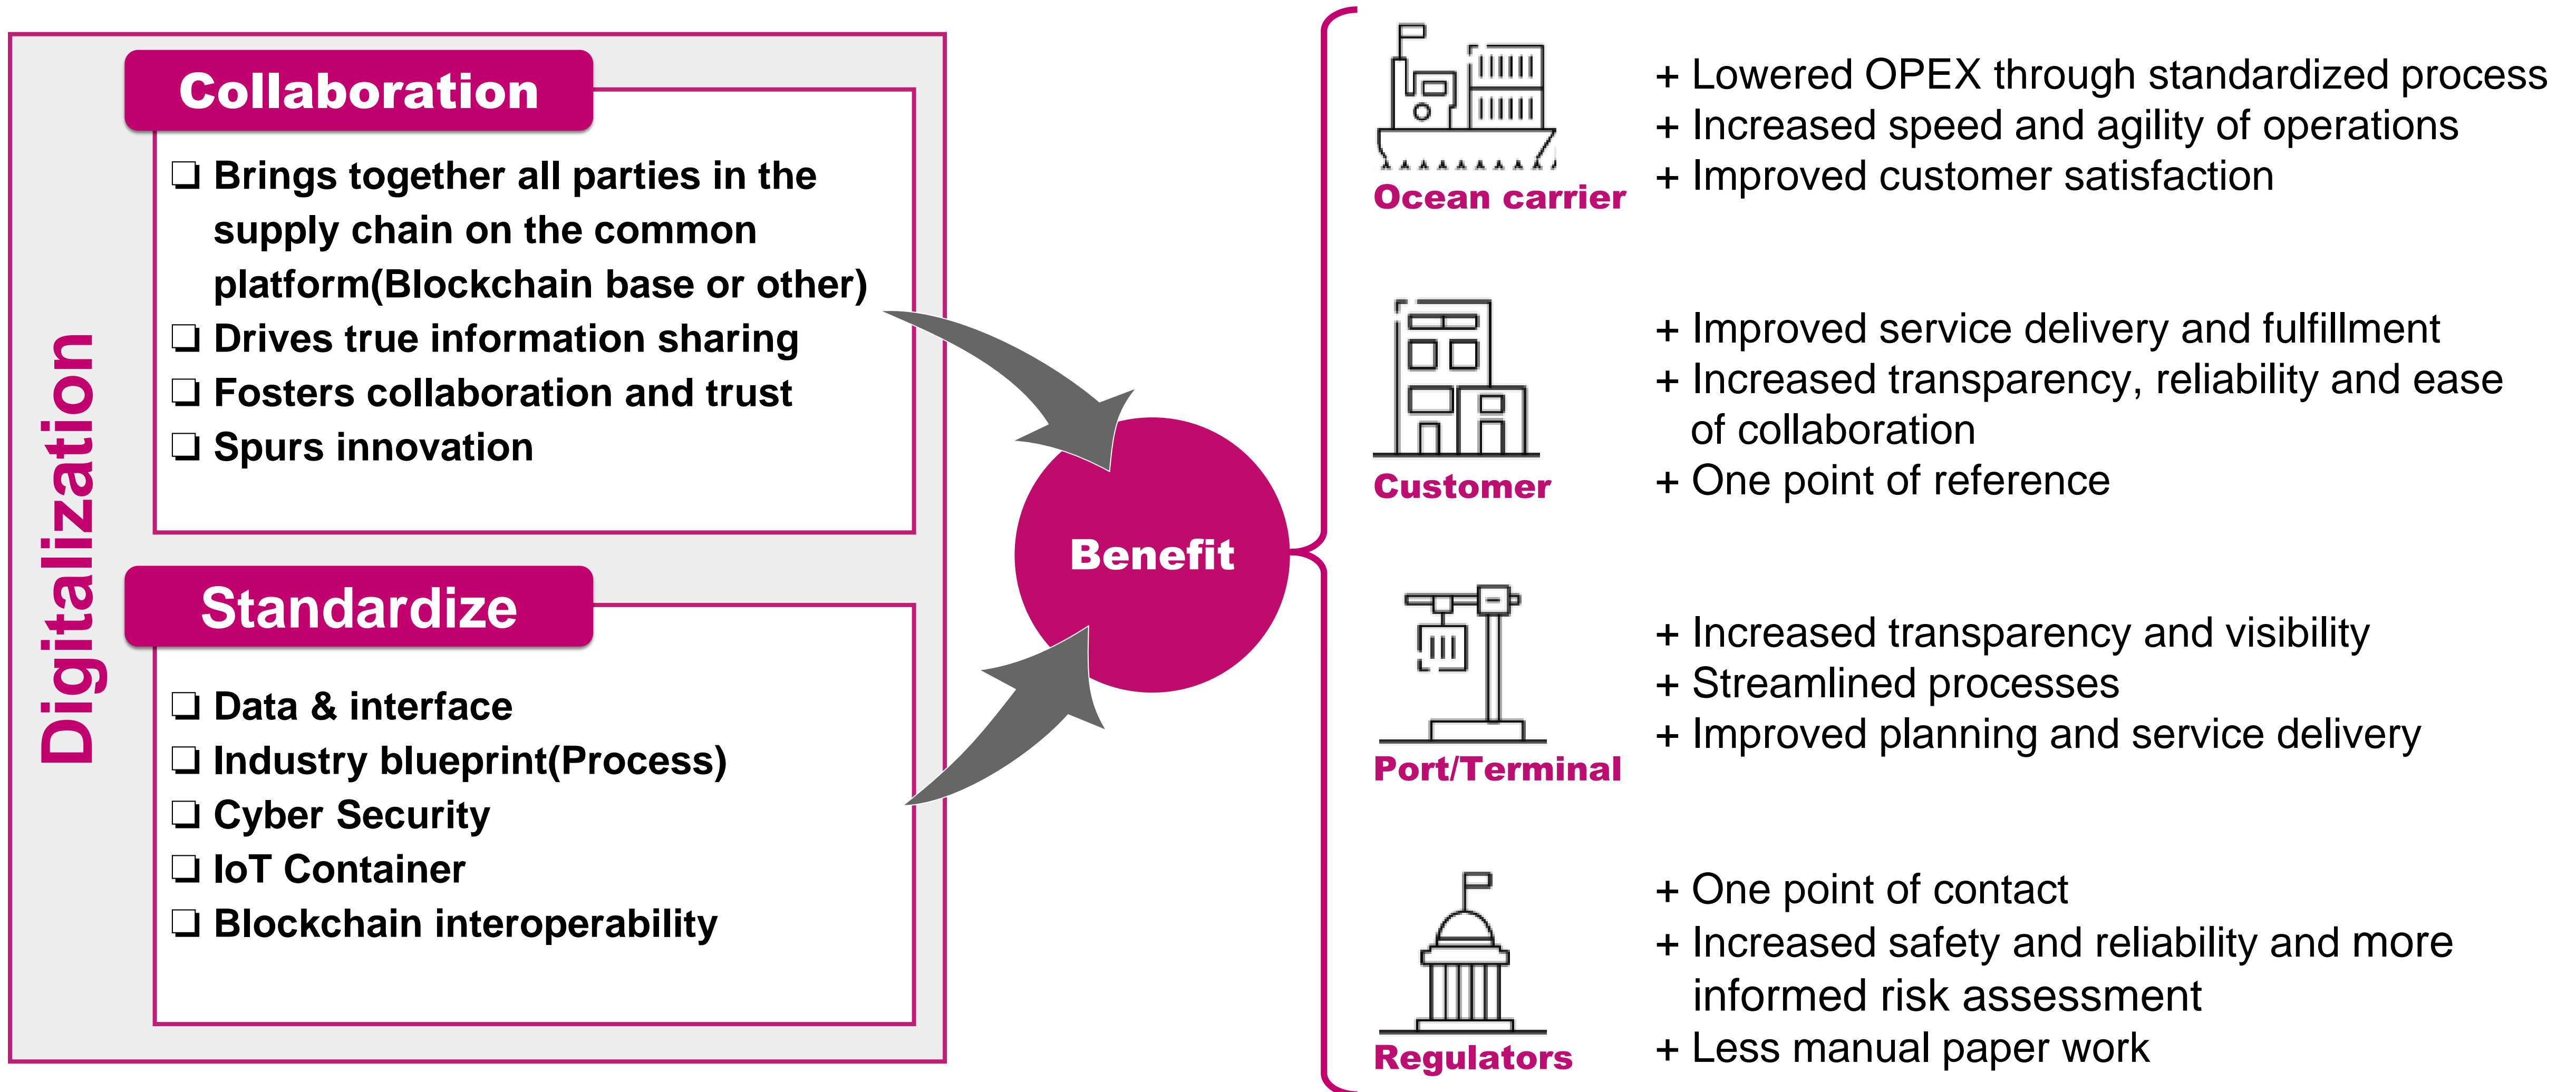 Digitalization
Collaboration
❏ Brings together all parties in the
supply chain on the common
platform(Blockchain base or other)
❏ Drives true information sharing
❏ Fosters collaboration and trust
❏ Spurs innovation
Standardize
❏ Data & interface
❏ Industry blueprint(Process)
❏ Cyber Security
❏ IoT Container
❏ Blockchain interoperability
Benefit
Ocean carrier
+ Lowered OPEX through standardized process
+ Increased speed and agility of operations
+ Improved customer satisfaction
Customer
+ Improved service delivery and fulfillment
+ Increased transparency, reliability and ease
of collaboration
+ One point of reference
Port/Terminal
+ Increased transparency and visibility
+ Streamlined processes
+ Improved planning and service delivery
Regulators
+ One point of contact
+ Increased safety and reliability and more
informed risk assessment
+ Less manual paper work